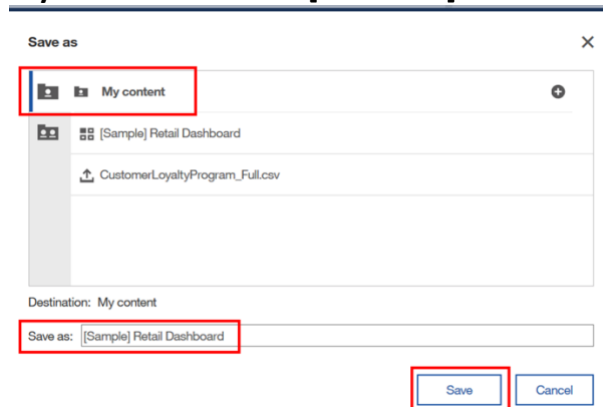 Save as
My content
[Sample] Retail Dashboard
CustomerLoyaltyProgram_Full.csv
Destination: My content
Save as: [Sample] Retail Dashboard
Save Cancel